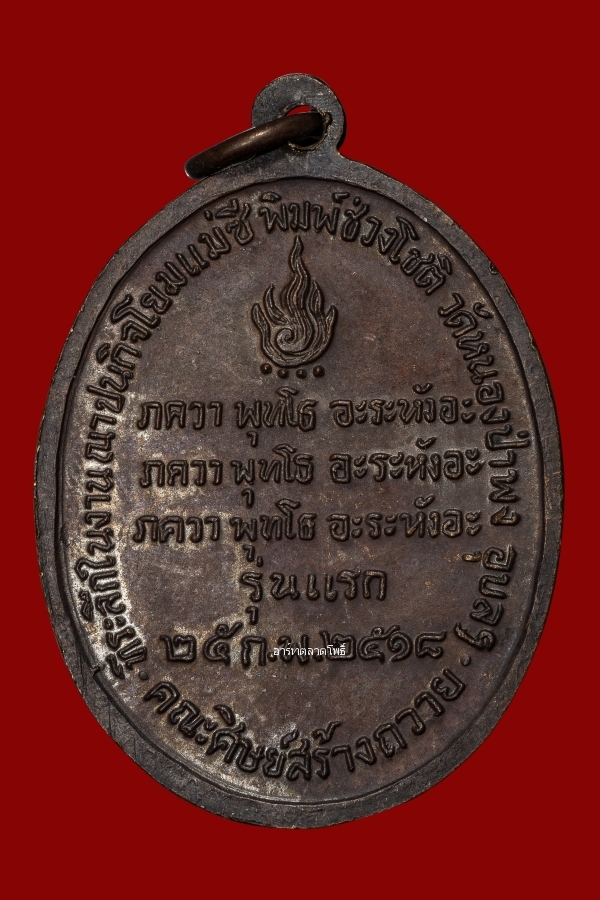 ที่ระลึกในงานฌาปนกิจโยมแม่ชี พิมพ์ช่วงโชติ วัดหนองป่าพง อุบลฯ
ภควา พุทโธ อะระหังอะ
ภควา พุทโธ อะระหังอะ
ภควา พุทโธ อะระหังอะ
รุ่นแรก
๒๕ ก.พ. ๒๕๑๘
อาร์ทตลาดโพธิ์
คณะศิษย์สร้างถวาย